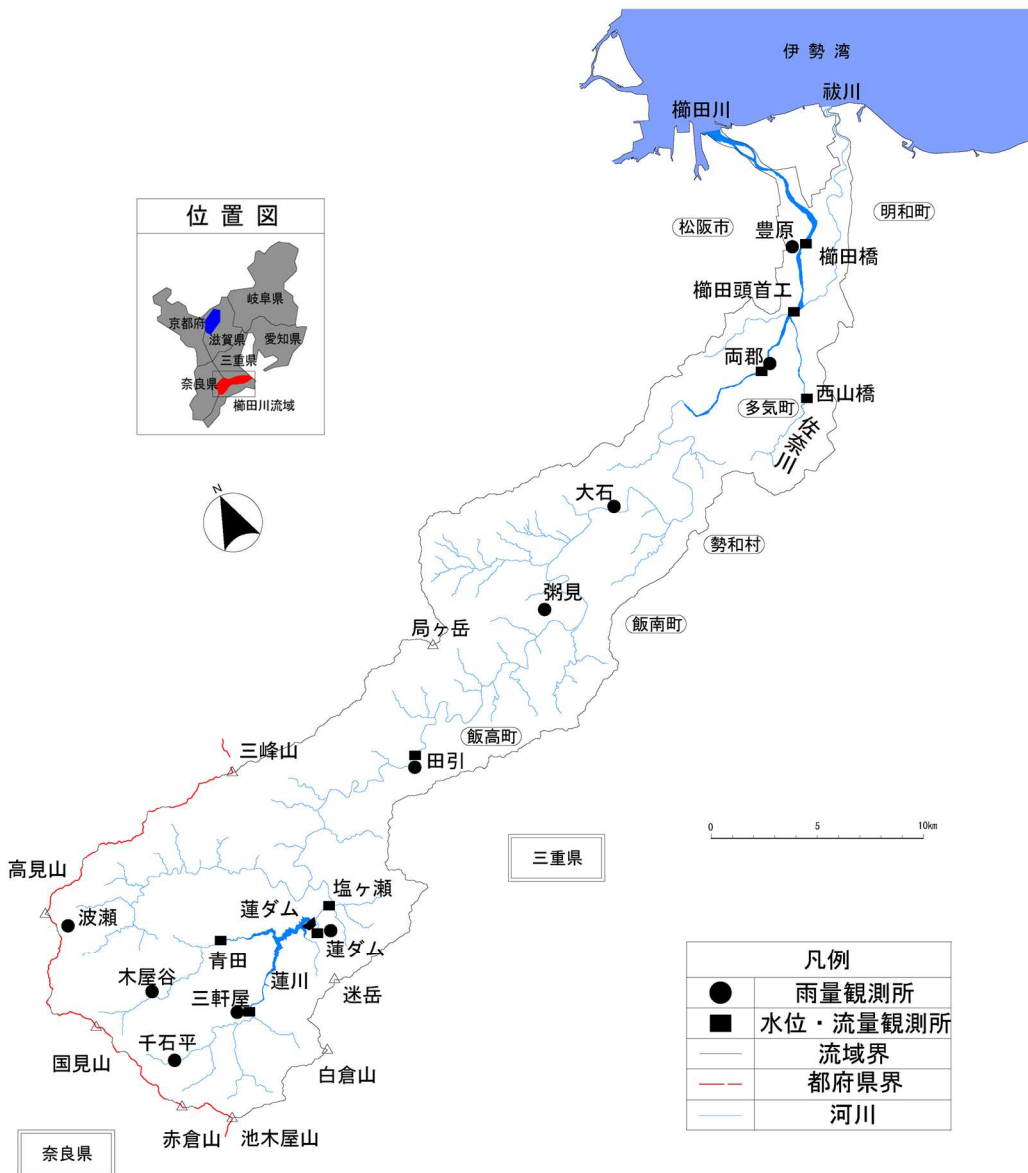 伊勢湾
祓川
櫛田川
位置図
岐阜県
京都府
滋賀県
愛知県
三重県
奈良県
櫛田川流域
松阪市
明和町
豊原
櫛田橋
櫛田頭首工
両郡
多気町
西山橋
佐奈川
N
大石
勢和村
粥見
飯南町
局ヶ岳
飯高町
田引
三峰山
0 5 10km
三重県
高見山
塩ヶ瀬
波瀬
蓮ダム
蓮ダム
青田
蓮川
迷岳
木屋谷
三軒屋
国見山
千石平
白倉山
赤倉山
池木屋山
奈良県
凡例
雨量観測所
水位・流量観測所
流域界
都府県界
河川